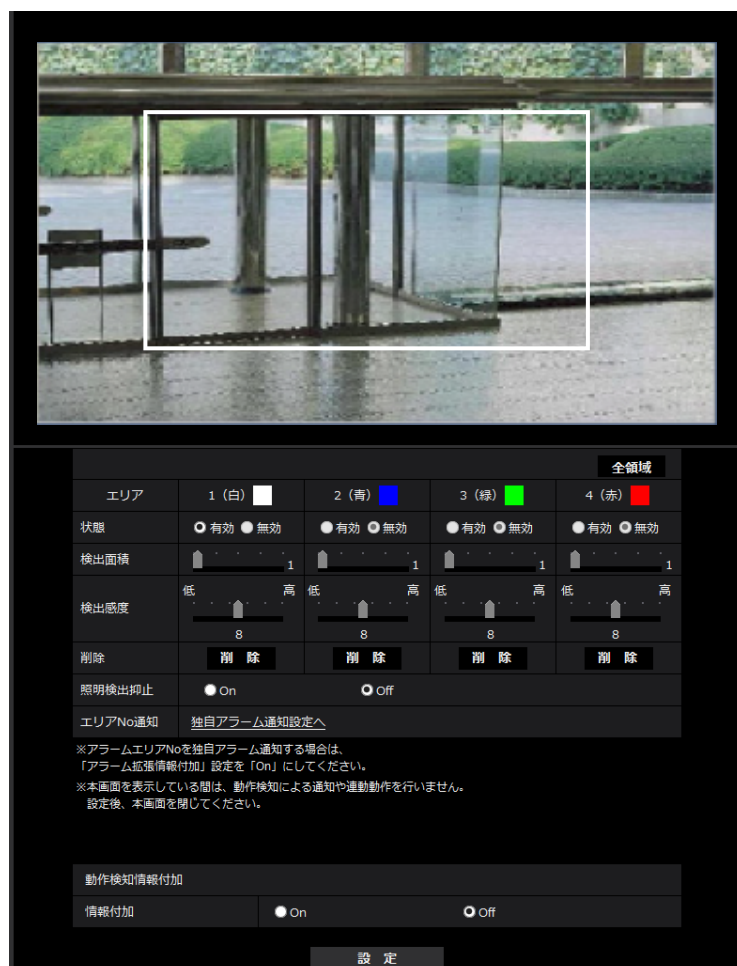 全領域
エリア 1（白） 2（青） 3（緑） 4（赤）
状態 有効 無効 有効 無効 有効 無効 有効 無効
検出面積 1 1 1 1
低 高 低 高 低 高 低 高
検出感度
8 8 8 8
削除 削 除 削 除 削 除 削 除
照明検出抑止 On Off
エリアNo通知 独自アラーム通知設定へ
※アラームエリアNoを独自アラーム通知する場合は、
「アラーム拡張情報付加」設定を「On」にしてください。
※本画面を表示している間は、動作検知による通知や連動動作を行いません。
設定後、本画面を閉じてください。
動作検知情報付加
情報付加 On Off
設 定